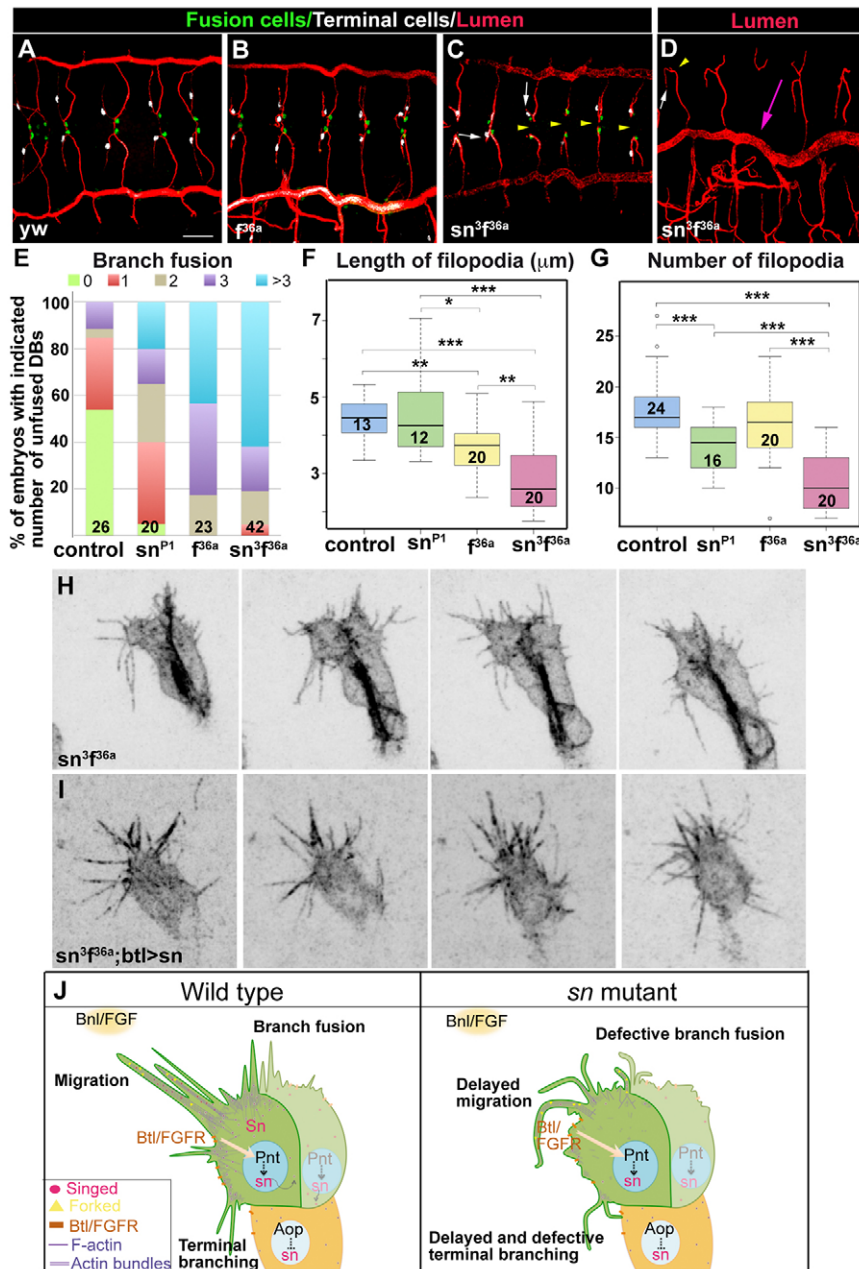 Fusion cells/Terminal cells/Lumen
Lumen
A
B
C
D
yw
f36a
sn3f36a
sn3f36a
E
Branch fusion
0 1 2 3 >3
% of embryos with indicated
number of unfused DBs
100
80
60
40
20
26
20
23
42
control
snP1
f36a
sn3f36a
F
Length of filopodia (μm)
***
*
***
**
**
7
5
3
13
12
20
20
control
snP1
f36a
sn3f36a
G
Number of filopodia
***
***
***
***
25
20
15
10
24
16
20
20
control
snP1
f36a
sn3f36a
H
sn3f36a
I
sn3f36a;btl>sn
J
Wild type
sn mutant
Bnl/FGF
Branch fusion
Migration
Sn
Btl/FGFR
Pnt
sn
Pnt
sn
Aop
sn
Terminal
branching
Singed
Forked
Btl/FGFR
F-actin
Actin bundles
Bnl/FGF
Defective branch fusion
Delayed
migration
Btl/
FGFR
Pnt
sn
Pnt
sn
Aop
sn
Delayed and defective
terminal branching